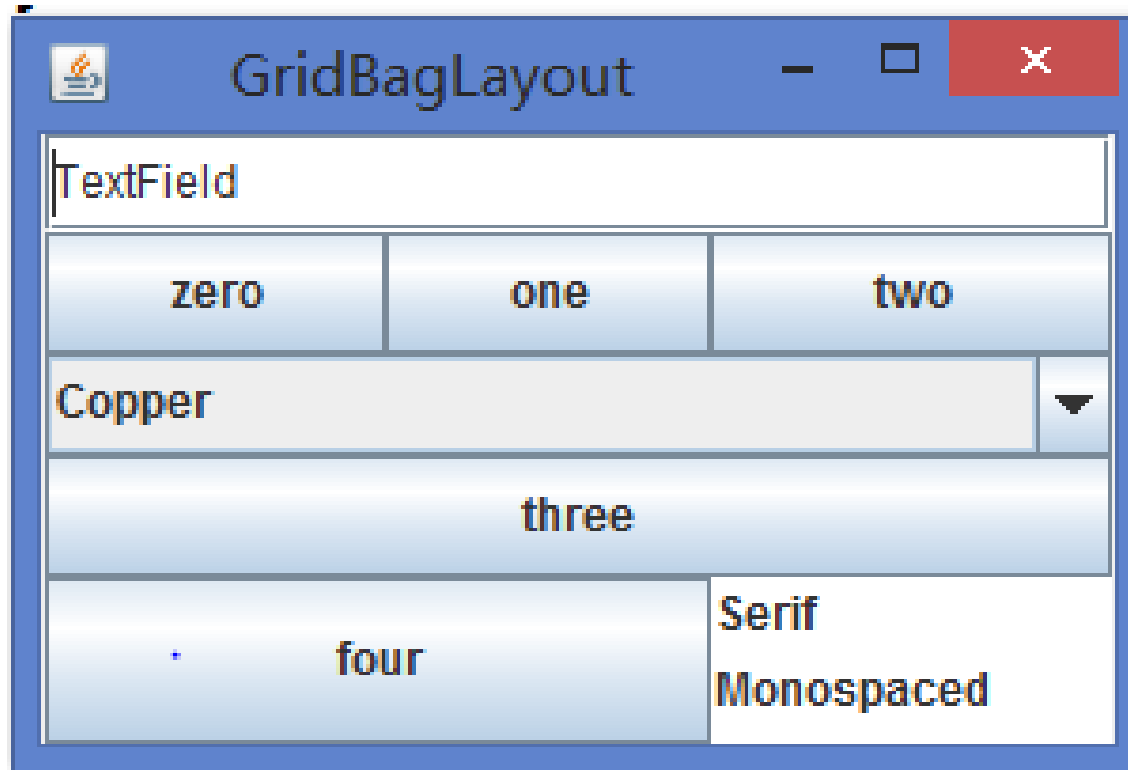 GridBagLayout
TextField
zero one two
Copper
three
four
Serif
Monospaced